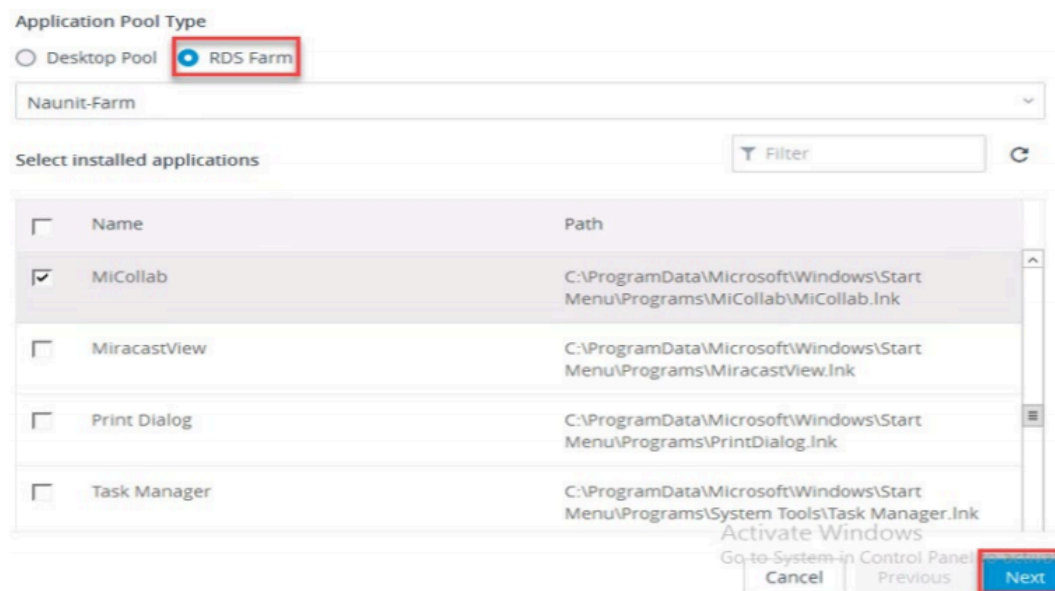 Application Pool Type
Desktop Pool RDS Farm
Naunit-Farm
Select installed applications Filter
Name Path
MiCollab C:\ProgramData\Microsoft\Windows\Start
Menu\Programs\MiCollab\MiCollab.lnk
MiracastView C:\ProgramData\Microsoft\Windows\Start
Menu\Programs\MiracastView.lnk
Print Dialog C:\ProgramData\Microsoft\Windows\Start
Menu\Programs\PrintDialog.lnk
Task Manager C:\ProgramData\Microsoft\Windows\Start
Menu\Programs\System Tools\Task Manager.lnk
Activate Windows
Go to System in Control Panel to activa
Cancel Previous Next